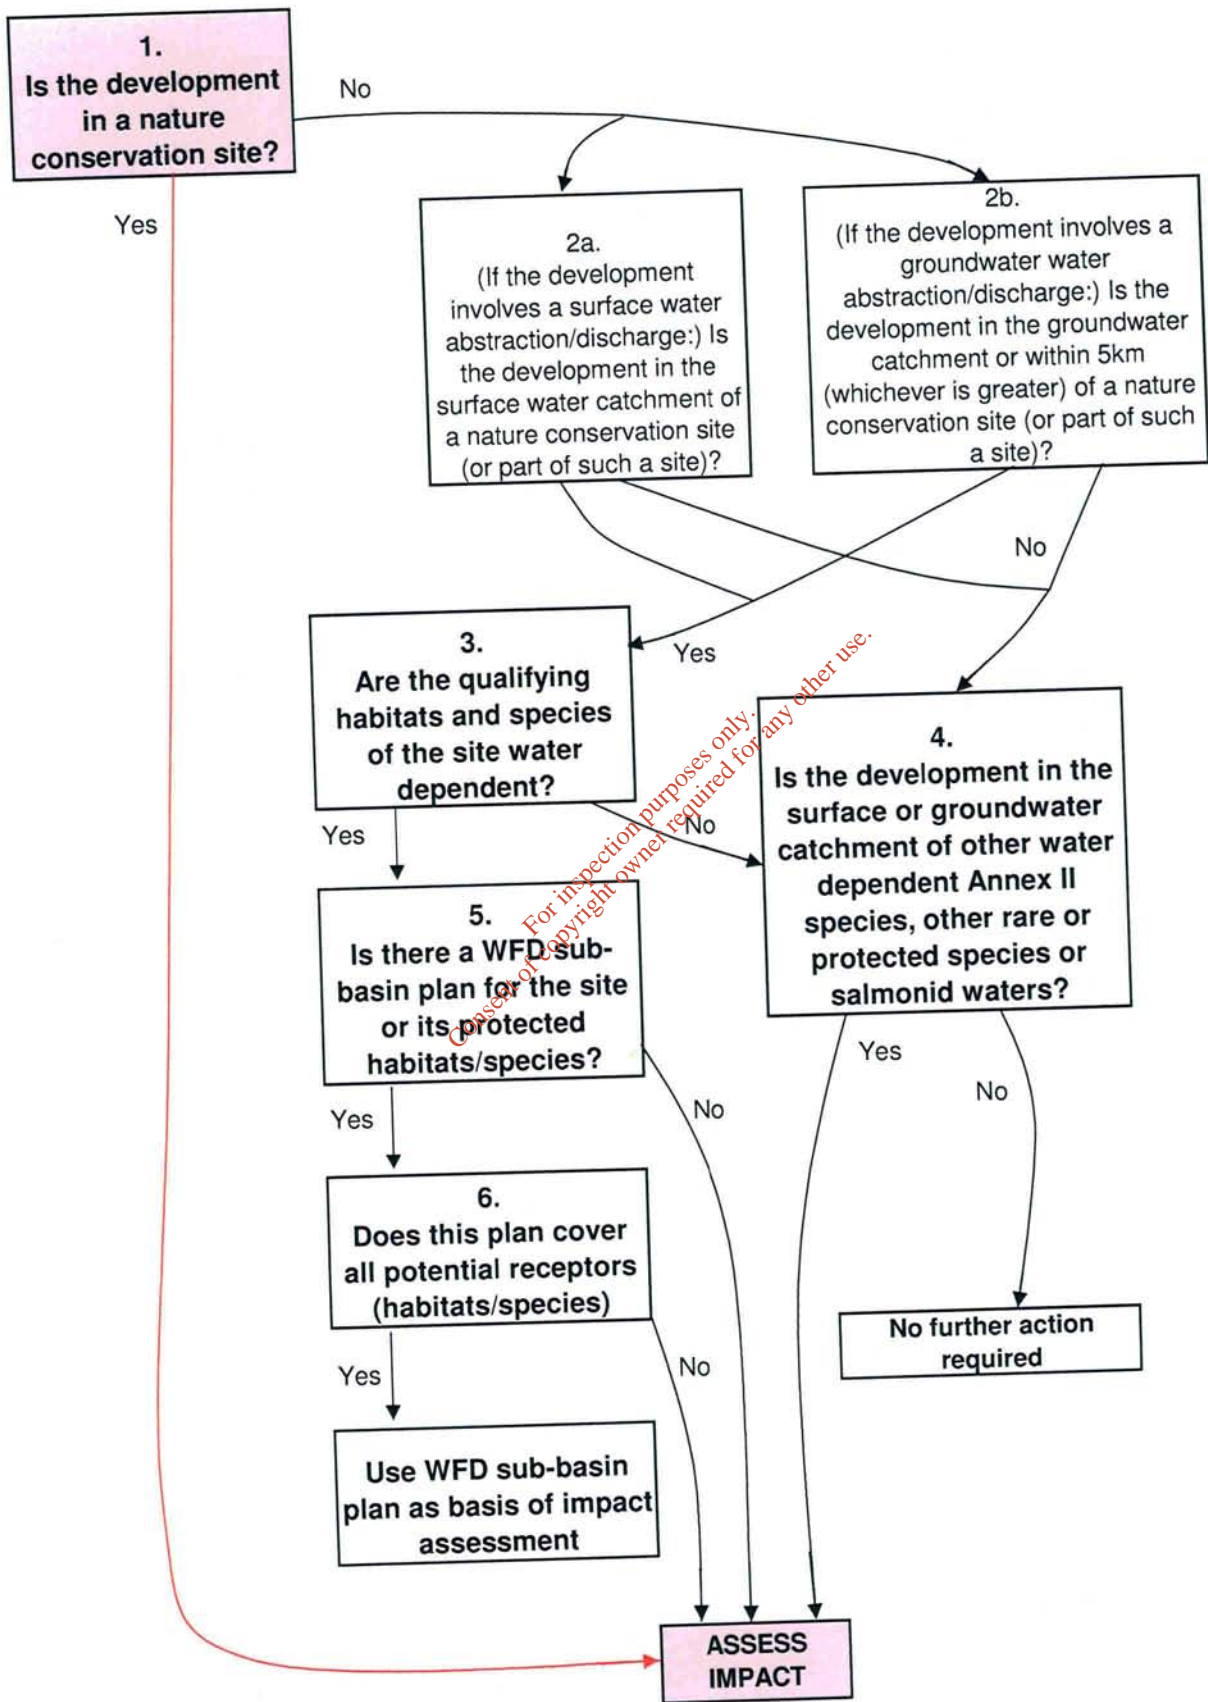 1.
Is the development
in a nature
conservation site?
No
Yes
2a.
(If the development
involves a surface water
abstraction/discharge:) Is
the development in the
surface water catchment of
a nature conservation site
(or part of such a site)?
2b.
(If the development involves a
groundwater water
abstraction/discharge:) Is the
development in the groundwater
catchment or within 5km
(whichever is greater) of a nature
conservation site (or part of such
a site)?
No
Yes
3.
Are the qualifying
habitats and species
of the site water
dependent?
Yes
No
4.
Is the development in the
surface or groundwater
catchment of other water
dependent Annex II
species, other rare or
protected species or
salmonid waters?
Yes
No
5.
Is there a WFD sub-
basin plan for the site
or its protected
habitats/species?
Yes
No
6.
Does this plan cover
all potential receptors
(habitats/species)
Yes
No
No further action
required
Use WFD sub-basin
plan as basis of impact
assessment
ASSESS
IMPACT
For inspection purposes only.
Consent of copyright owner required for any other use.